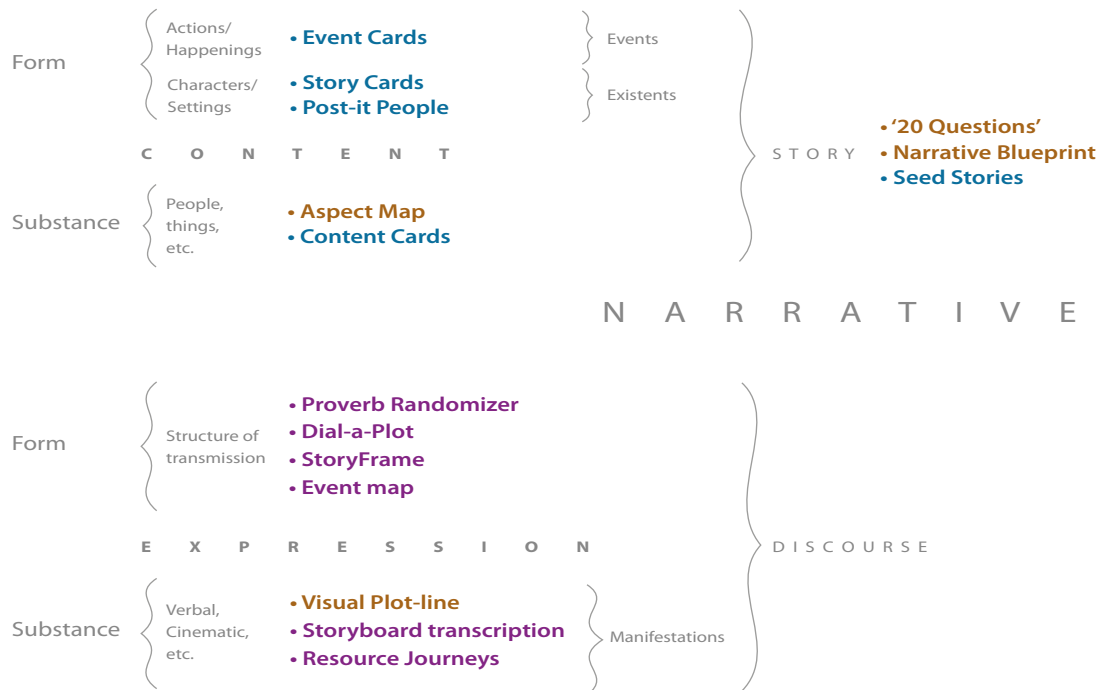 Form
Actions/
Happenings
• Event Cards
Events
Characters/
Settings
• Story Cards
• Post-it People
Existents
C O N T E N T
STORY
• ‘20 Questions’
• Narrative Blueprint
• Seed Stories
Substance
People,
things,
etc.
• Aspect Map
• Content Cards
N A R R A T I V E
Form
Structure of
transmission
• Proverb Randomizer
• Dial-a-Plot
• StoryFrame
• Event map
E X P R E S S I O N
DISCOURSE
Substance
Verbal,
Cinematic,
etc.
• Visual Plot-line
• Storyboard transcription
• Resource Journeys
Manifestations